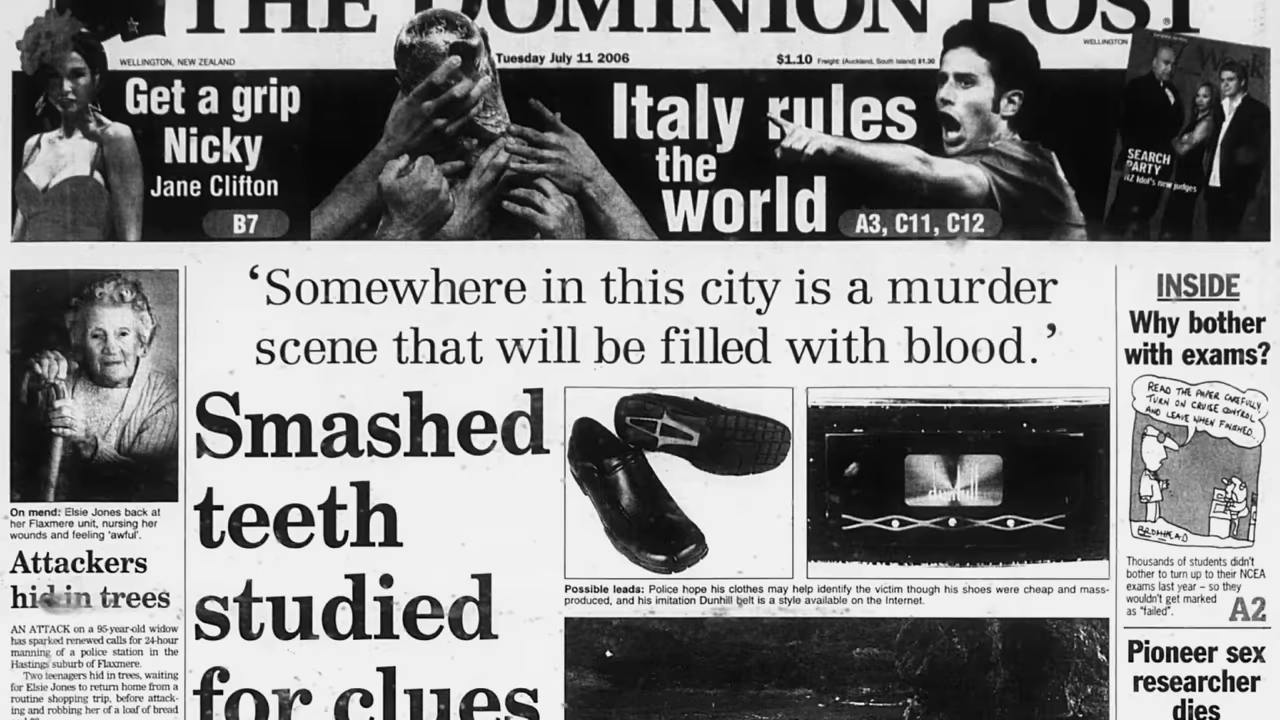 THE DOMINION POST
WELLINGTON, NEW ZEALAND
Tuesday July 11 2006
$1.10 Freight: (Auckland, South Island) $1.30
WELLINGTON
Get a grip
Nicky
Jane Clifton
B7
Italy rules
the
world
A3, C11, C12
Week
SEARCH
PARTY
NZ Idol's new judges
'Somewhere in this city is a murder
scene that will be filled with blood.'
On mend: Elsie Jones back at
her Flaxmere unit, nursing her
wounds and feeling 'awful'.
Attackers
hid in trees
AN ATTACK on a 95-year-old widow
has sparked renewed calls for 24-hour
manning of a police station in the
Hastings suburb of Flaxmere.
Two teenagers hid in trees, waiting
for Elsie Jones to return home from a
routine shopping trip, before attack-
ing and robbing her of a loaf of bread
Smashed
teeth
studied
for clues
dunhill
Possible leads: Police hope his clothes may help identify the victim though his shoes were cheap and mass-
produced, and his imitation Dunhill belt is a style available on the Internet.
INSIDE
Why bother
with exams?
READ THE PAPER CAREFULLY,
TURN ON CRUISE CONTROL
AND LEAVE WHEN FINISHED..
BROMHEAD
Thousands of students didn't
bother to turn up to their NCEA
exams last year – so they
wouldn't get marked
as "failed".
A2
Pioneer sex
researcher
dies